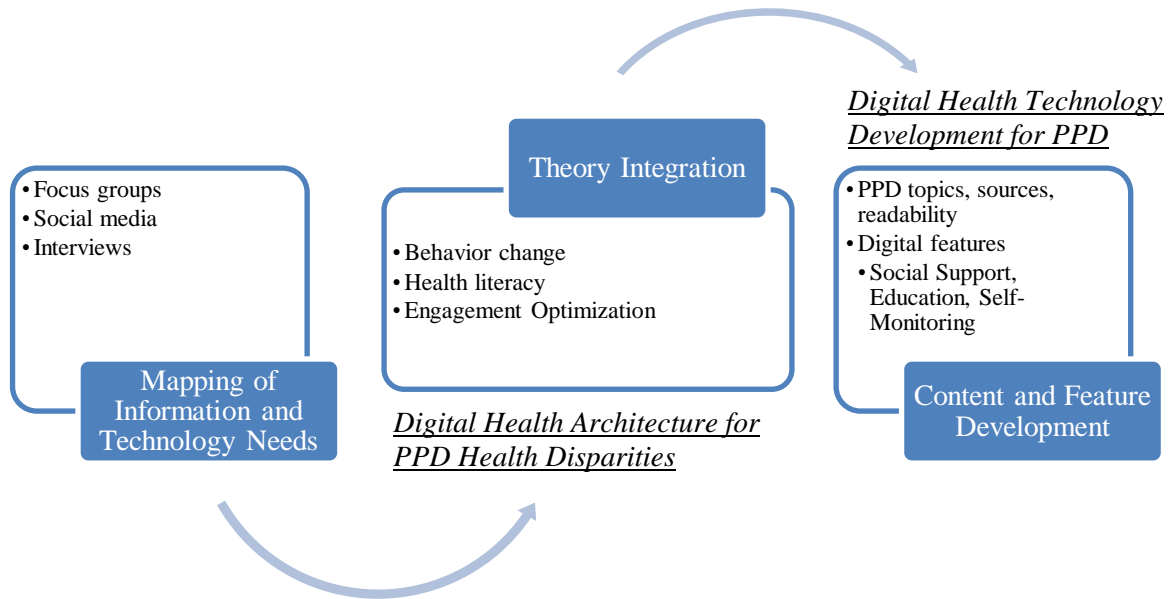 • Focus groups
• Social media
• Interviews
Mapping of
Information and
Technology Needs
Theory Integration
• Behavior change
• Health literacy
• Engagement Optimization
Digital Health Architecture for
PPD Health Disparities
Digital Health Technology
Development for PPD
• PPD topics, sources,
readability
• Digital features
• Social Support,
Education, Self-
Monitoring
Content and Feature
Development